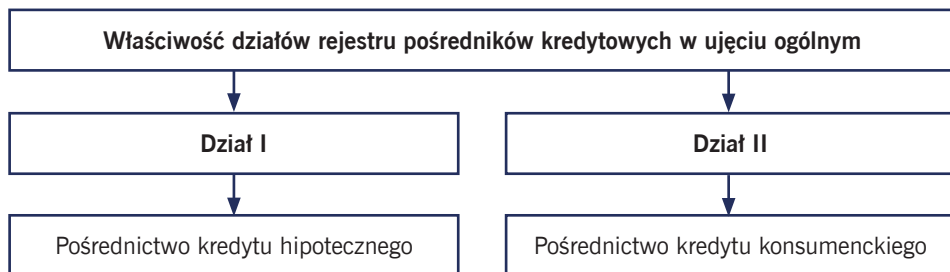 Właściwość działów rejestru pośredników kredytowych w ujęciu ogólnym
Dział I
Dział II
Pośrednictwo kredytu hipotecznego
Pośrednictwo kredytu konsumenckiego